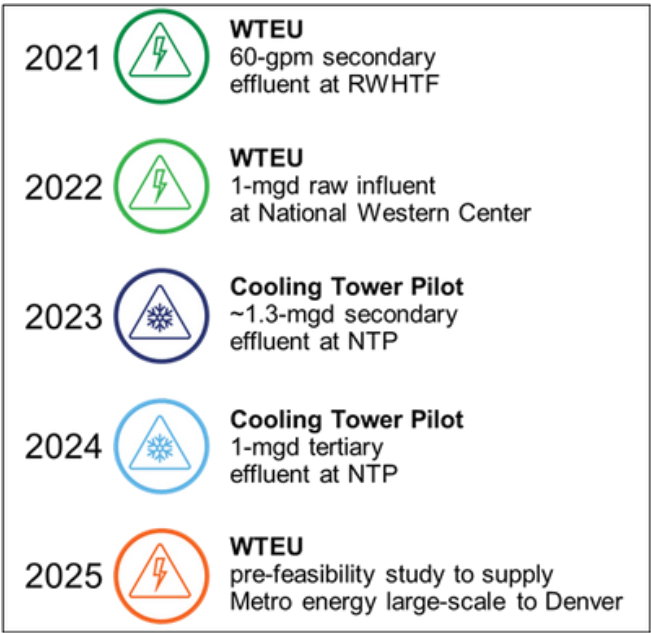 2021
WTEU
60-gpm secondary
effluent at RWHTF
2022
WTEU
1-mgd raw influent
at National Western Center
2023
Cooling Tower Pilot
~1.3-mgd secondary
effluent at NTP
2024
Cooling Tower Pilot
1-mgd tertiary
effluent at NTP
2025
WTEU
pre-feasibility study to supply
Metro energy large-scale to Denver